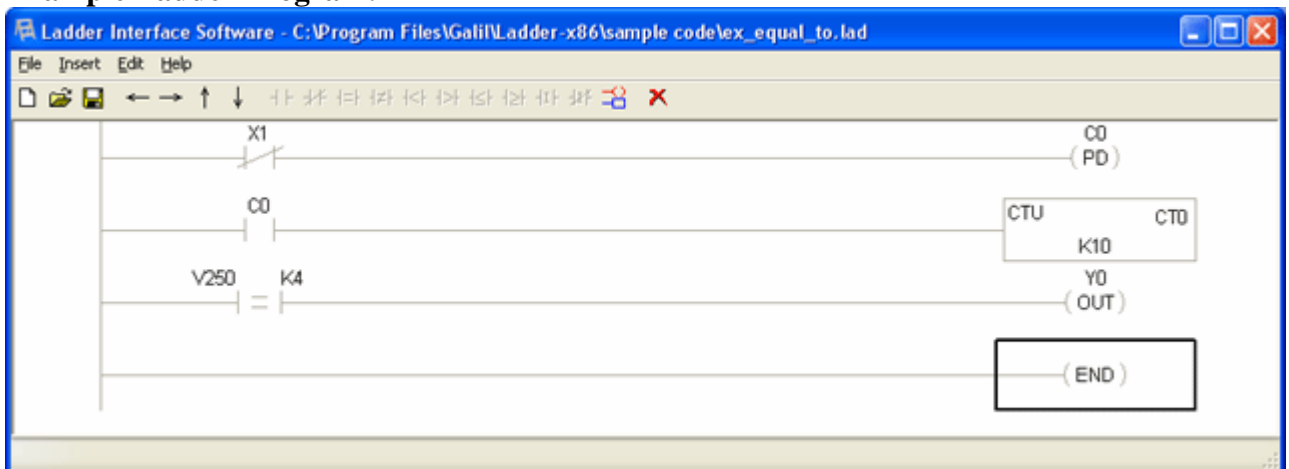 Ladder Interface Software - C:\Program Files\Galil\Ladder-x86\sample code\ex_equal_to.lad
File Insert Edit Help
X1 C0
( PD )
C0
CTU CT0
K10
V250 K4 Y0
= ( OUT )
( END )